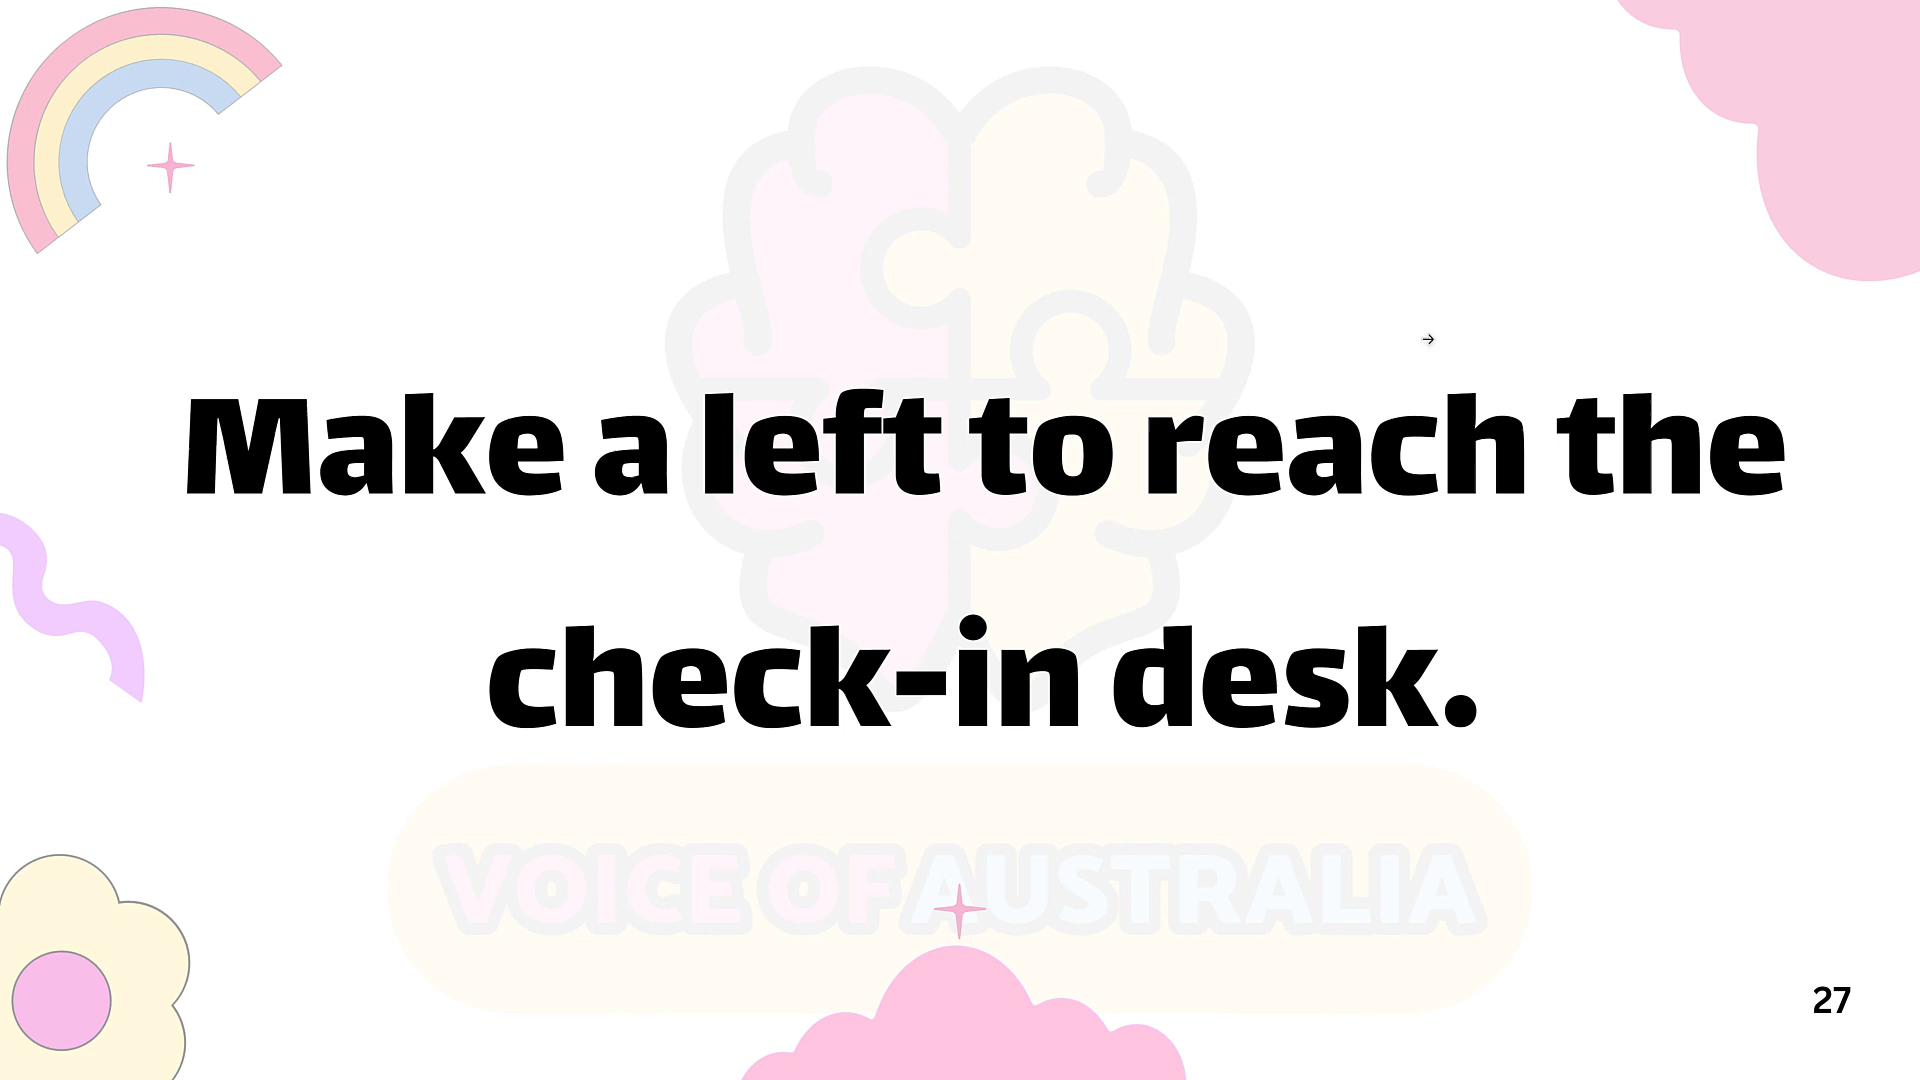 Make a left to reach the
check-in desk.
VOICE OF AUSTRALIA
27